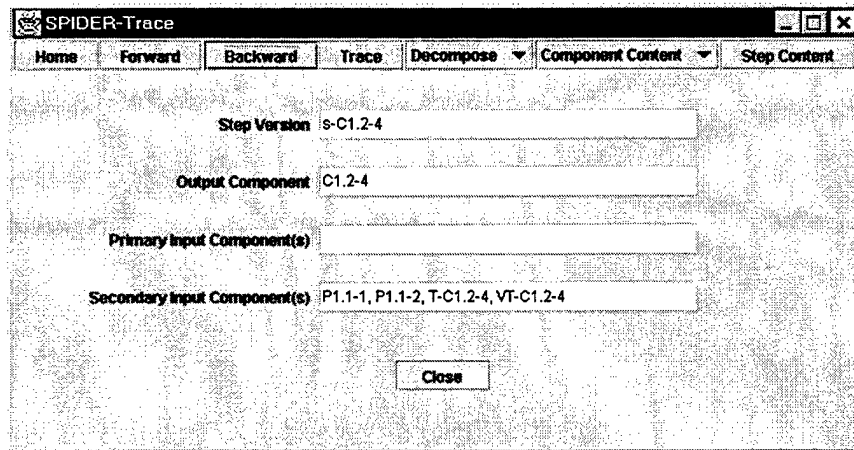 SPIDER-Trace
Home Forward Backward Trace Decompose Component Content Step Content
Step Version s-C1.2-4
Output Component C1.2-4
Primary Input Component(s)
Secondary Input Component(s) P1.1-1, P1.1-2, T-C1.2-4, VT-C1.2-4
Close